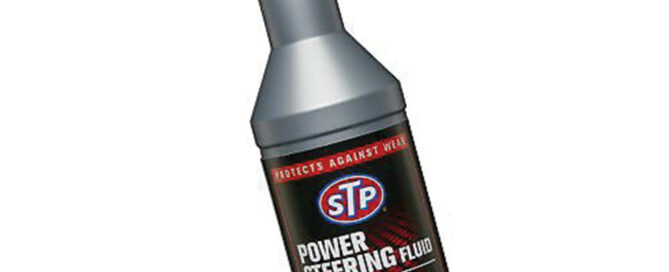 PROTECTS AGAINST WEAR
STP
®
POWER
STEERING FLUID